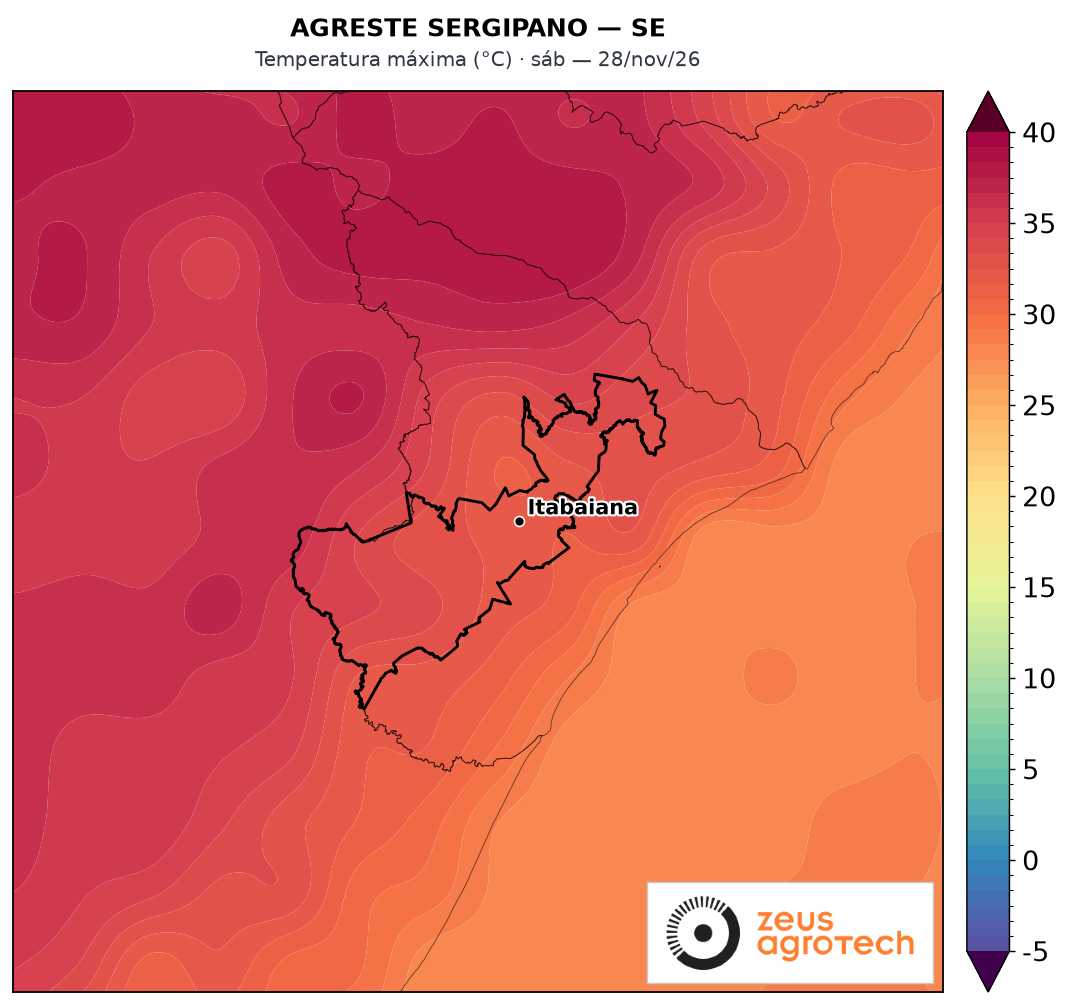 AGRESTE SERGIPANO — SE
Temperatura máxima (°C) · sáb — 28/nov/26
40
35
30
25
20
15
10
5
0
-5
Itabaiana
zeus
agrotech